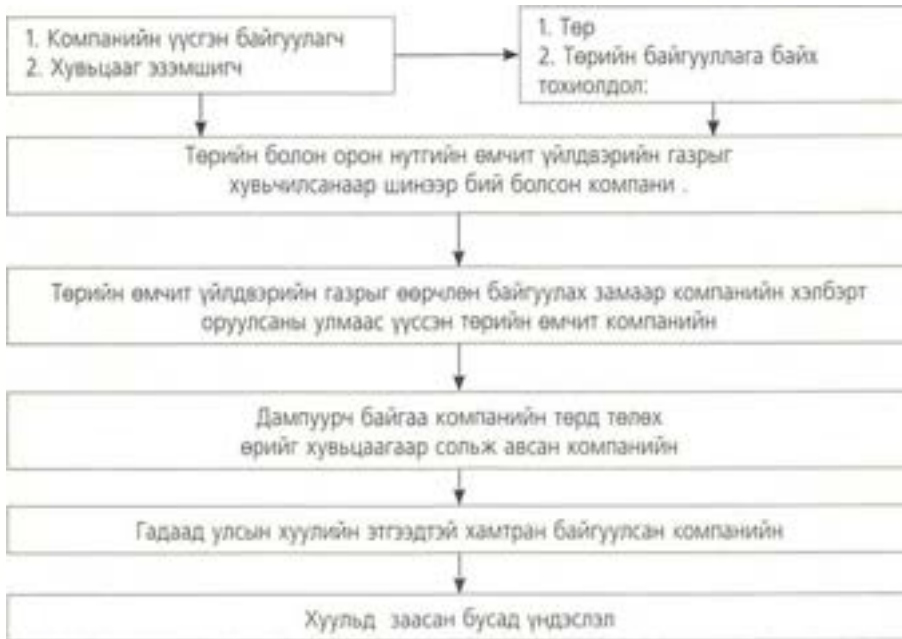 1. Компанийн үүсгэн байгуулагч
2. Хувьцааг эзэмшигч
1. Төр
2. Төрийн байгууллага байх
тохиолдол:
Төрийн болон орон нутгийн өмчит үйлдвэрийн газрыг
хувьчилсанаар шинээр бий болсон компани .
Төрийн өмчит үйлдвэрийн газрыг өөрчлөн байгуулах замаар компанийн хэлбэрт
оруулсаны улмаас үүссэн төрийн өмчит компанийн
Дампуурч байгаа компанийн төрд төлөх
өрийг хувьцаагаар сольж авсан компанийн
Гадаад улсын хуулийн этгээдтэй хамтран байгуулсан компанийн
Хуульд заасан бусад үндэслэл